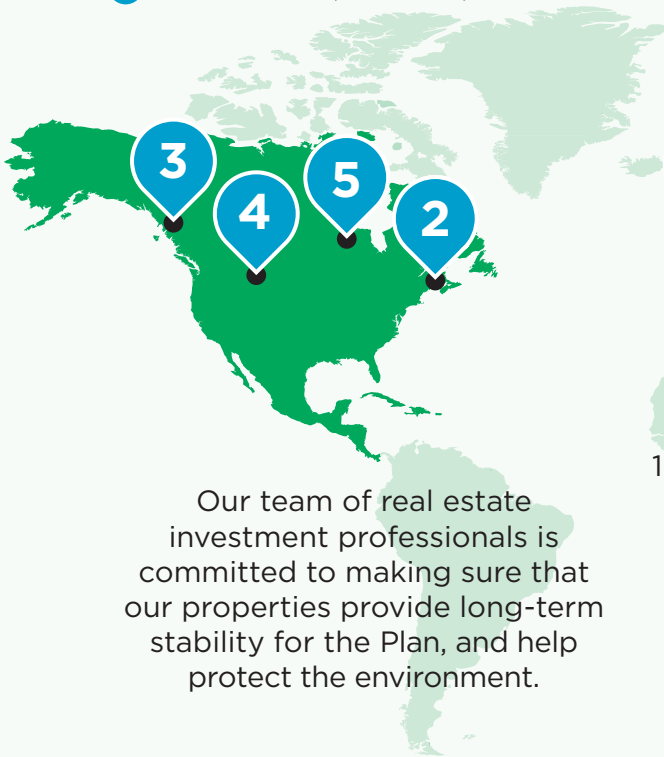 3
5
4
2
1
Our team of real estate
investment professionals is
committed to making sure that
our properties provide long-term
stability for the Plan, and help
protect the environment.